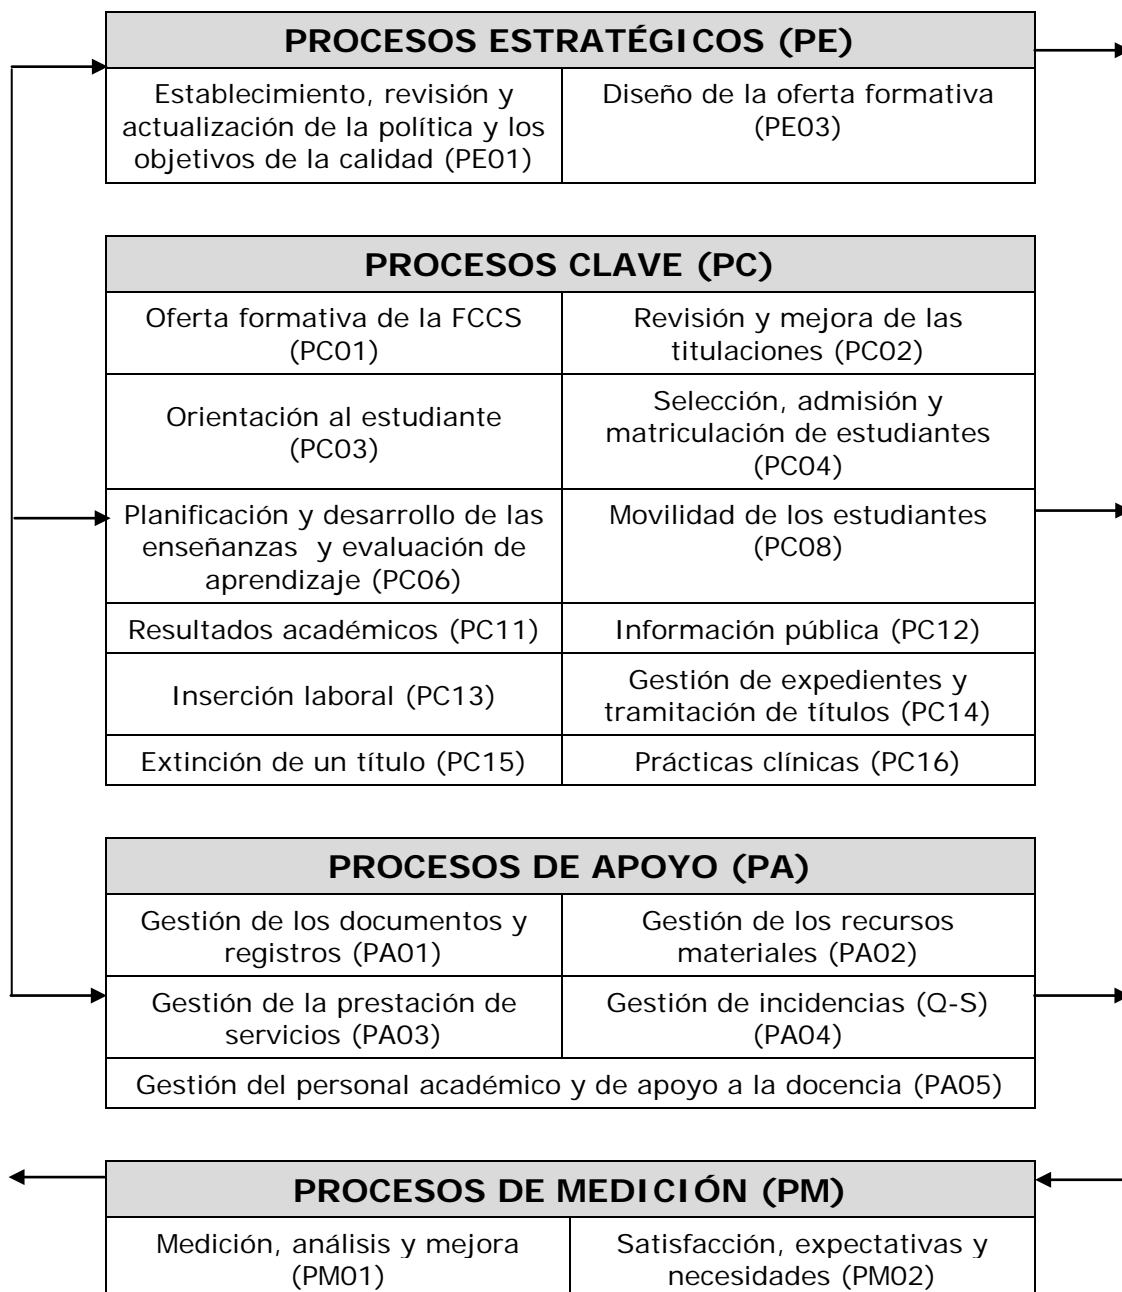 PROCESOS ESTRATÉGICOS (PE)
Establecimiento, revisión y
actualización de la política y los
objetivos de la calidad (PE01)
Diseño de la oferta formativa
(PE03)
PROCESOS CLAVE (PC)
Oferta formativa de la FCCS
(PC01)
Revisión y mejora de las
titulaciones (PC02)
Orientación al estudiante
(PC03)
Selección, admisión y
matriculación de estudiantes
(PC04)
Planificación y desarrollo de las
enseñanzas y evaluación de
aprendizaje (PC06)
Movilidad de los estudiantes
(PC08)
Resultados académicos (PC11)
Información pública (PC12)
Inserción laboral (PC13)
Gestión de expedientes y
tramitación de títulos (PC14)
Extinción de un título (PC15)
Prácticas clínicas (PC16)
PROCESOS DE APOYO (PA)
Gestión de los documentos y
registros (PA01)
Gestión de los recursos
materiales (PA02)
Gestión de la prestación de
servicios (PA03)
Gestión de incidencias (Q-S)
(PA04)
Gestión del personal académico y de apoyo a la docencia (PA05)
PROCESOS DE MEDICIÓN (PM)
Medición, análisis y mejora
(PM01)
Satisfacción, expectativas y
necesidades (PM02)